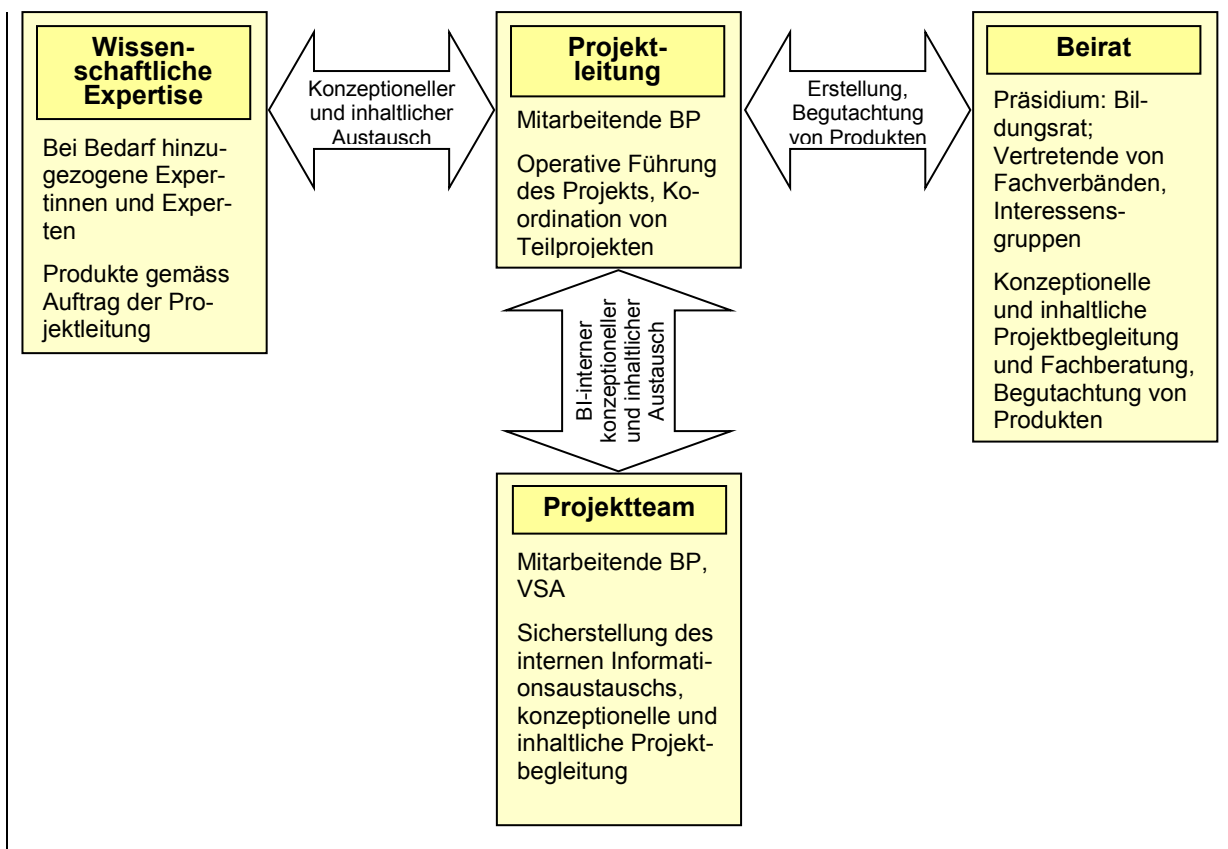 Wissen-
schaftliche
Expertise
Bei Bedarf hinzu-
gezogene Exper-
tinnen und Exper-
ten
Produkte gemäss
Auftrag der Pro-
jektleitung
Konzeptioneller
und inhaltlicher
Austausch
Projekt-
leitung
Mitarbeitende BP
Operative Führung
des Projekts, Ko-
ordination von
Teilprojekten
Erstellung,
Begutachtung
von Produkten
Beirat
Präsidium: Bil-
dungsrat;
Vertretende von
Fachverbänden,
Interessens-
gruppen
Konzeptionelle
und inhaltliche
Projektbegleitung
und Fachberatung,
Begutachtung von
Produkten
BI-interner
konzeptioneller
und inhaltlicher
Austausch
Projektteam
Mitarbeitende BP,
VSA
Sicherstellung des
internen Informati-
onsaustauschs,
konzeptionelle und
inhaltliche Projekt-
begleitung